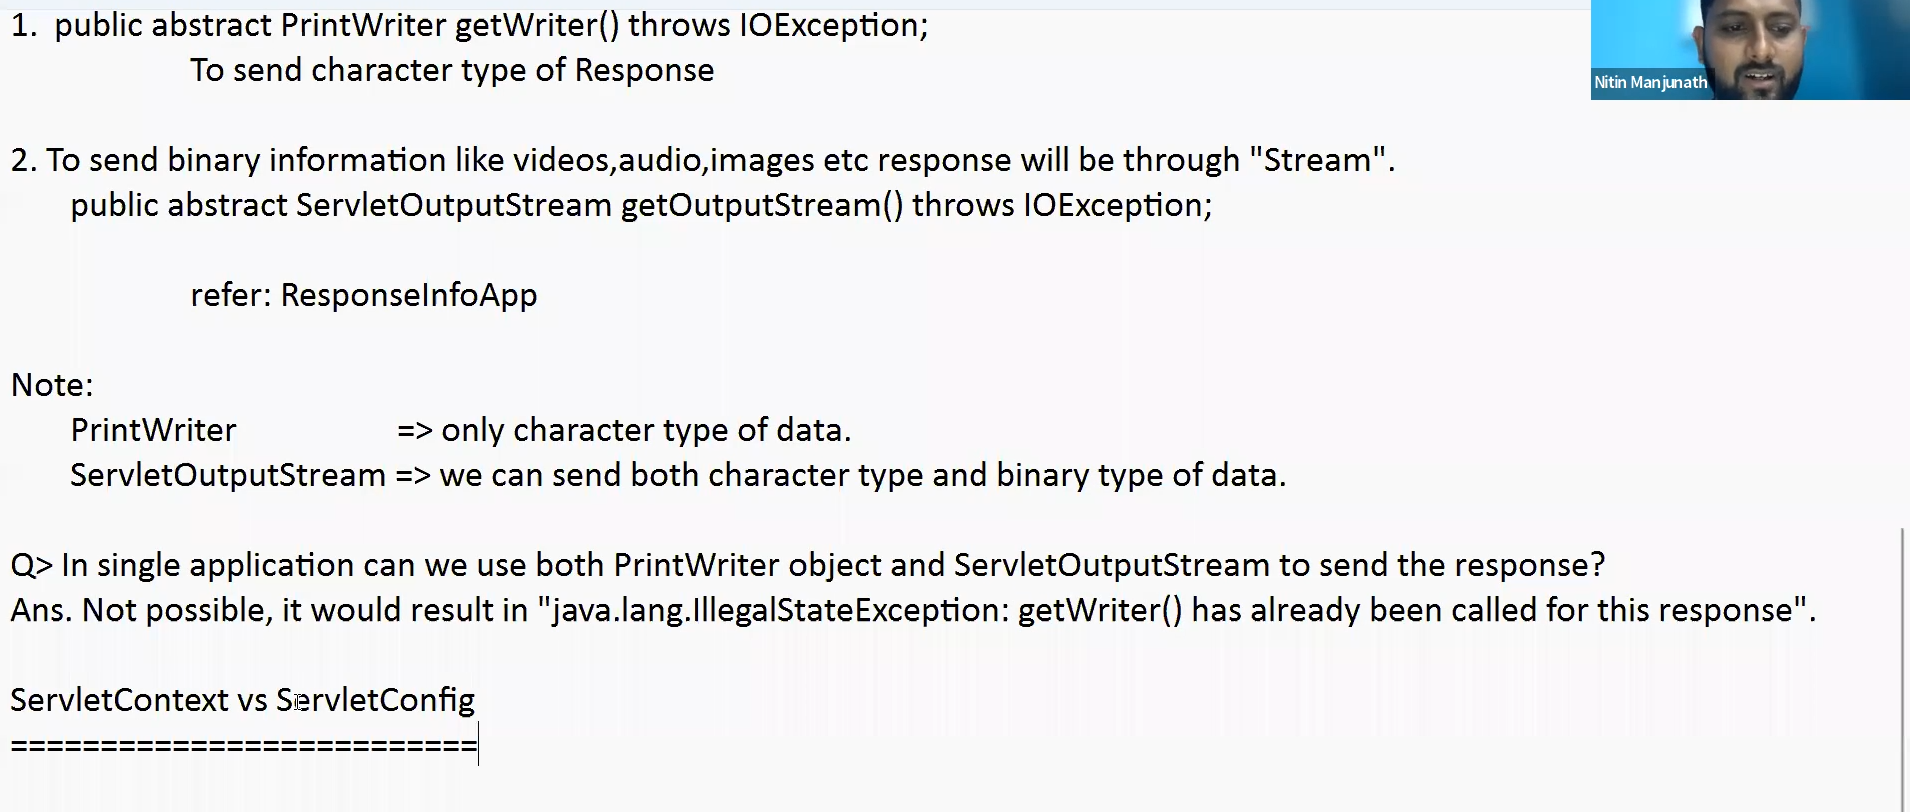 1. public abstract PrintWriter getWriter() throws IOException;
To send character type of Response
Nitin Manjunath
2. To send binary information like videos,audio,images etc response will be through "Stream".
public abstract ServletOutputStream getOutputStream() throws IOException;
refer: ResponseInfoApp
Note:
PrintWriter => only character type of data.
ServletOutputStream => we can send both character type and binary type of data.
Q> In single application can we use both PrintWriter object and ServletOutputStream to send the response?
Ans. Not possible, it would result in "java.lang.IllegalStateException: getWriter() has already been called for this response".
ServletContext vs ServletConfig
==========================